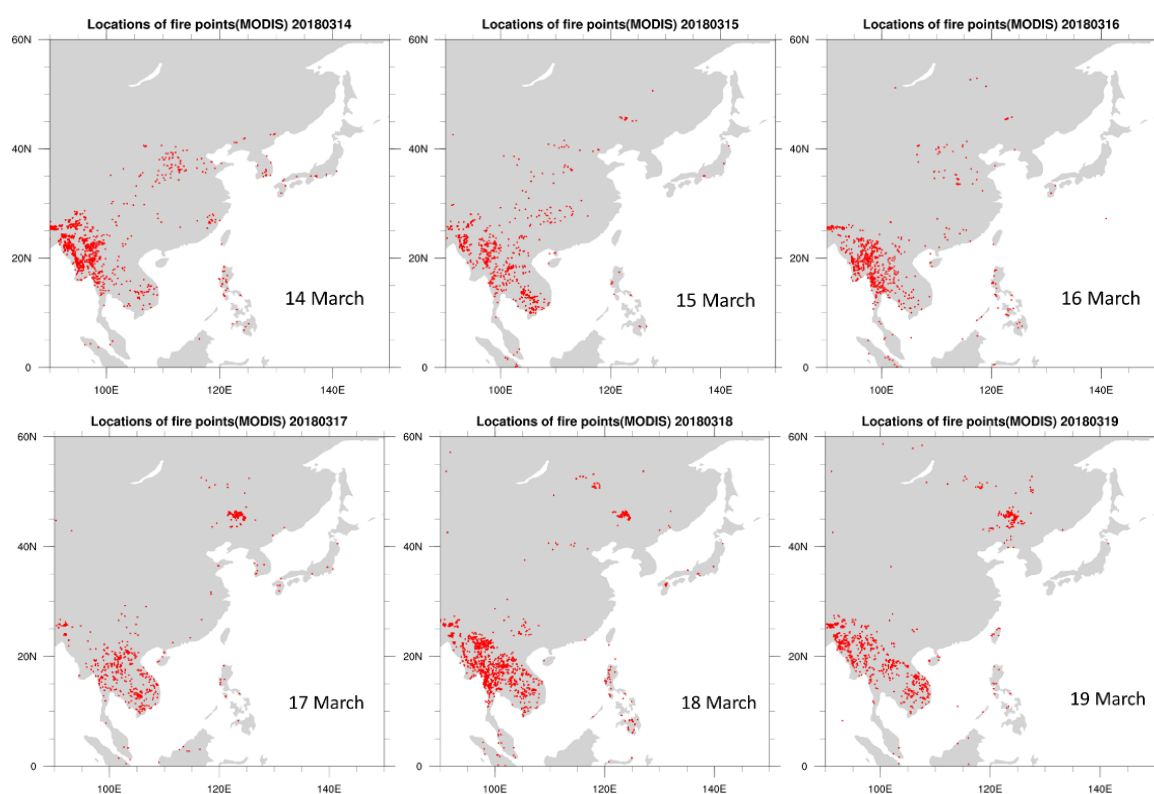 Locations of fire points(MODIS) 20180314
60N
40N
20N
0
100E
120E
140E
14 March
Locations of fire points(MODIS) 20180315
60N
40N
20N
0
100E
120E
140E
15 March
Locations of fire points(MODIS) 20180316
60N
40N
20N
0
100E
120E
140E
16 March
Locations of fire points(MODIS) 20180317
60N
40N
20N
0
100E
120E
140E
17 March
Locations of fire points(MODIS) 20180318
60N
40N
20N
0
100E
120E
140E
18 March
Locations of fire points(MODIS) 20180319
60N
40N
20N
0
100E
120E
140E
19 March